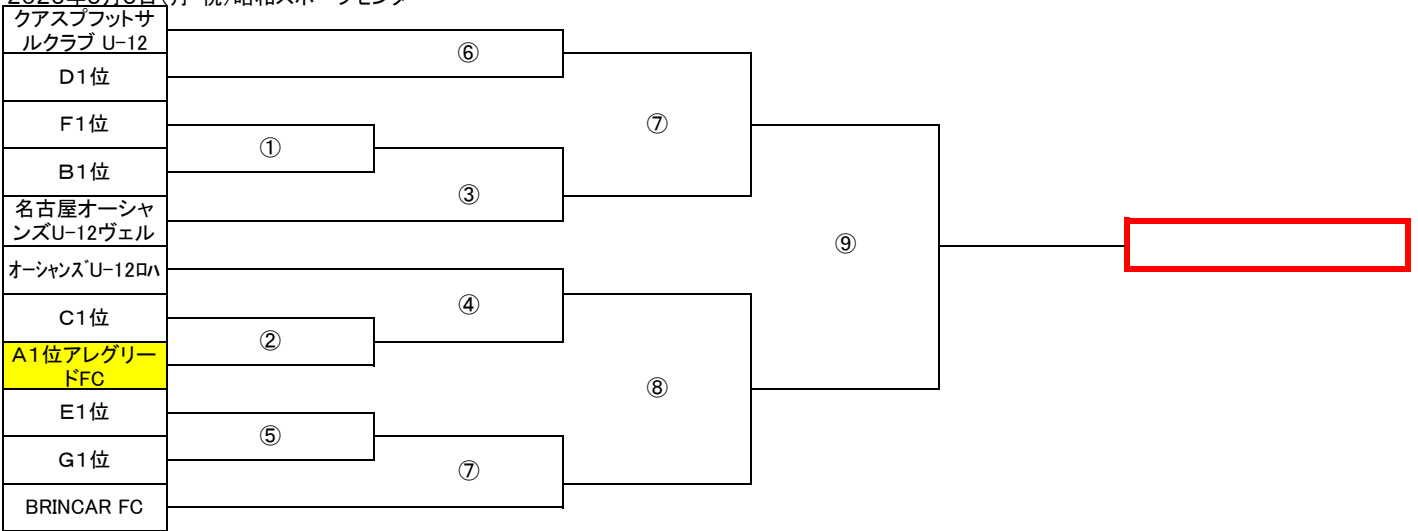 クアスプフットサ
ルクラブ U-12
D1位
F1位
B1位
名古屋オーシャ
ンズU-12ヴェル
オーシャンズU-12ロハ
C1位
A1位アレグリー
ドFC
E1位
G1位
BRINCAR FC
⑥
①
③
④
②
⑤
⑦
⑦
⑧
⑨